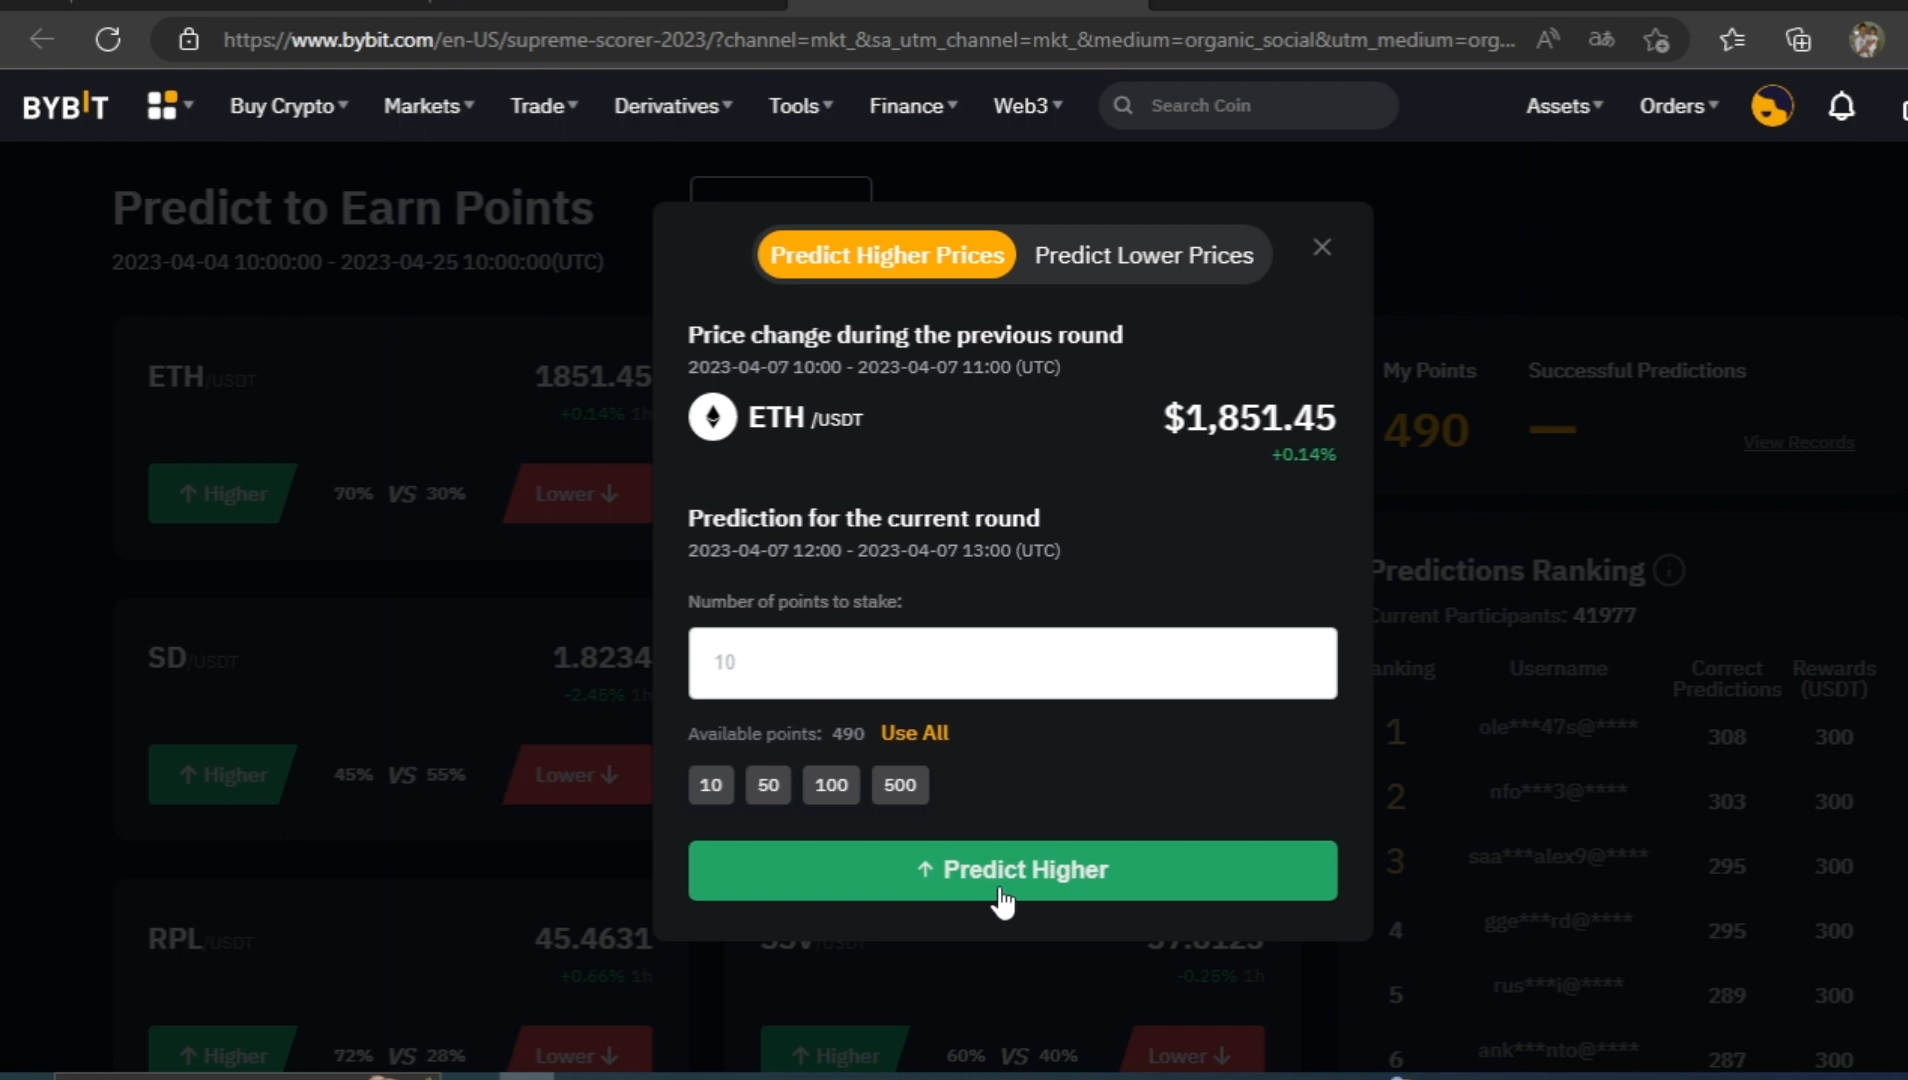 https://www.bybit.com/en-US/supreme-scorer-2023/?channel=mkt_&sa_utm_channel=mkt_&medium=organic_social&utm_medium=org...
BYBIT
Buy Crypto
Markets
Trade
Derivatives
Tools
Finance
Web3
Search Coin
Assets
Orders
Predict to Earn Points
2023-04-04 10:00:00 - 2023-04-25 10:00:00(UTC)
Predict Higher Prices
Predict Lower Prices
Price change during the previous round
2023-04-07 10:00 - 2023-04-07 11:00 (UTC)
ETH /USDT
$1,851.45
+0.14%
Prediction for the current round
2023-04-07 12:00 - 2023-04-07 13:00 (UTC)
Number of points to stake:
10
Available points: 490 Use All
10 50 100 500
↑ Predict Higher
ETH/USDT
1851.45
+0.14% 1h
↑ Higher
70% VS 30%
Lower ↓
SD/USDT
1.8234
-2.45% 1h
↑ Higher
45% VS 55%
Lower ↓
RPL/USDT
45.4631
+0.66% 1h
↑ Higher
72% VS 28%
Lower ↓
-0.25% 1h
↑ Higher
60% VS 40%
Lower ↓
My Points
490
Successful Predictions
View Records
Predictions Ranking
Current Participants: 41977
Username
Correct Predictions
Rewards (USDT)
1 ole***47s@**** 308 300
2 nfo***3@**** 303 300
3 saa***alex9@**** 295 300
4 gge***rd@**** 295 300
5 rus***i@**** 289 300
6 ank***nto@**** 287 300